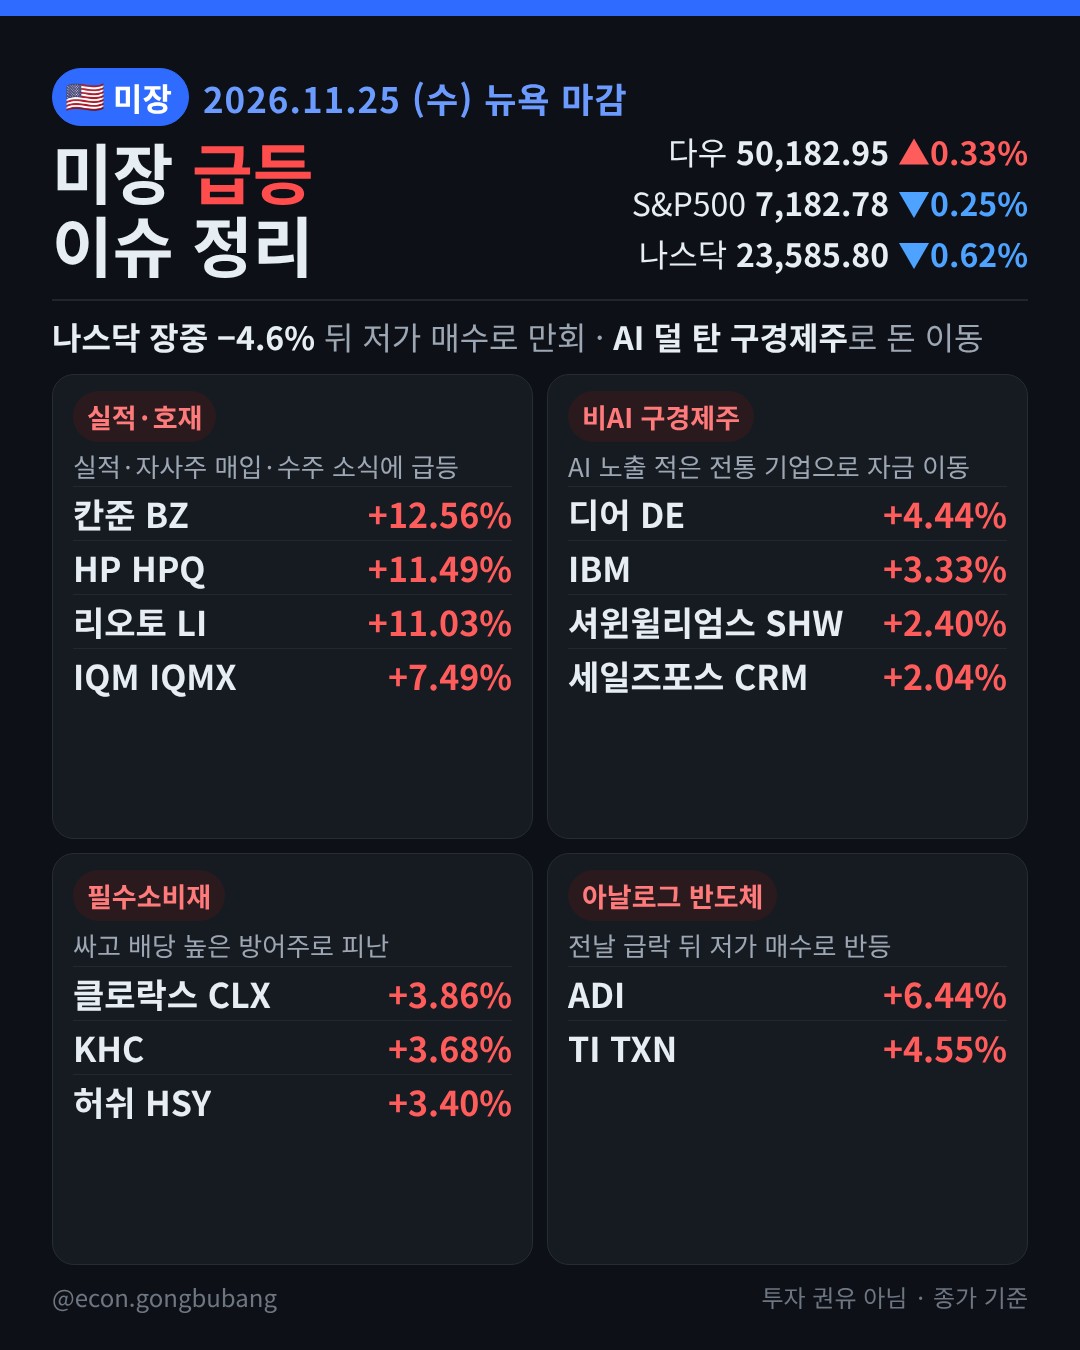 미장 2026.11.25 (수) 뉴욕 마감
미장 급등
이슈 정리
다우 50,182.95 ▲0.33%
S&P500 7,182.78 ▼0.25%
나스닥 23,585.80 ▼0.62%
나스닥 장중 −4.6% 뒤 저가 매수로 만회 · AI 덜 탄 구경제주로 돈 이동
실적·호재
실적·자사주 매입·수주 소식에 급등
칸준 BZ +12.56%
HP HPQ +11.49%
리오토 LI +11.03%
IQM IQMX +7.49%
비AI 구경제주
AI 노출 적은 전통 기업으로 자금 이동
디어 DE +4.44%
IBM +3.33%
셔윈윌리엄스 SHW +2.40%
세일즈포스 CRM +2.04%
필수소비재
싸고 배당 높은 방어주로 피난
클로락스 CLX +3.86%
KHC +3.68%
허쉬 HSY +3.40%
아날로그 반도체
전날 급락 뒤 저가 매수로 반등
ADI +6.44%
TI TXN +4.55%
@econ.gongbubang
투자 권유 아님 · 종가 기준